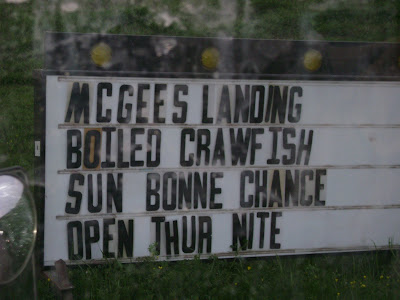 MCGEES LANDING
BOILED CRAWFISH
SUN BONNE CHANCE
OPEN THUR NITE